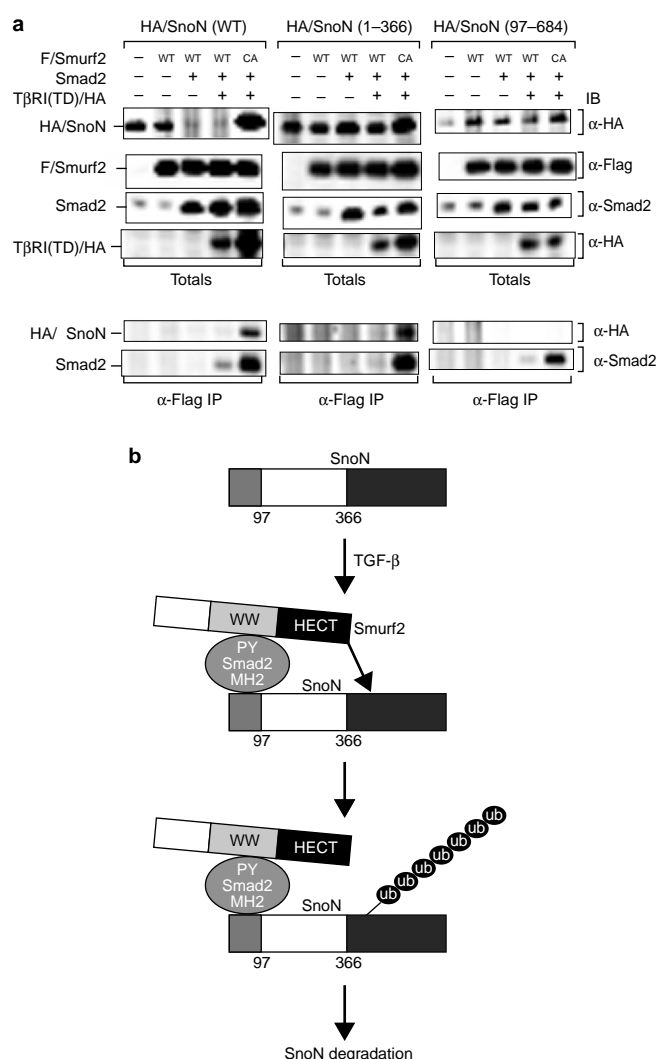 a
HA/SnoN (WT) HA/SnoN (1–366) HA/SnoN (97–684)
F/Smurf2 – WT WT WT CA – WT WT WT CA – WT WT WT CA
Smad2 – – + + + – – + + + – – + + +
TβRI(TD)/HA – – – + + – – – + + – – – + + IB
HA/SnoN α-HA
F/Smurf2 α-Flag
Smad2 α-Smad2
TβRI(TD)/HA α-HA
Totals Totals Totals
HA/ SnoN α-HA
Smad2 α-Smad2
α-Flag IP α-Flag IP α-Flag IP
b
SnoN
97 366
TGF-β
WW HECT Smurf2
PY
Smad2
MH2
SnoN
97 366
WW HECT
PY
Smad2
MH2
SnoN
ub ub ub ub ub ub ub
97 366
SnoN degradation